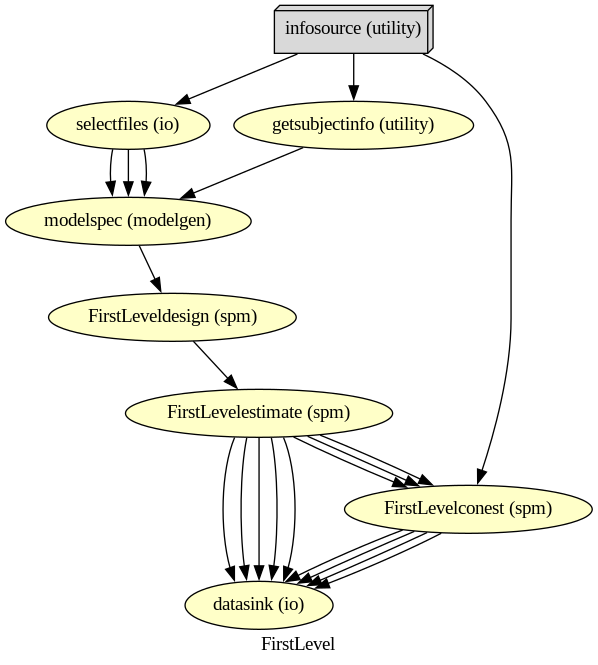 infosource (utility)
selectfiles (io)
getsubjectinfo (utility)
modelspec (modelgen)
FirstLeveldesign (spm)
FirstLevelestimate (spm)
FirstLevelconest (spm)
datasink (io)
FirstLevel